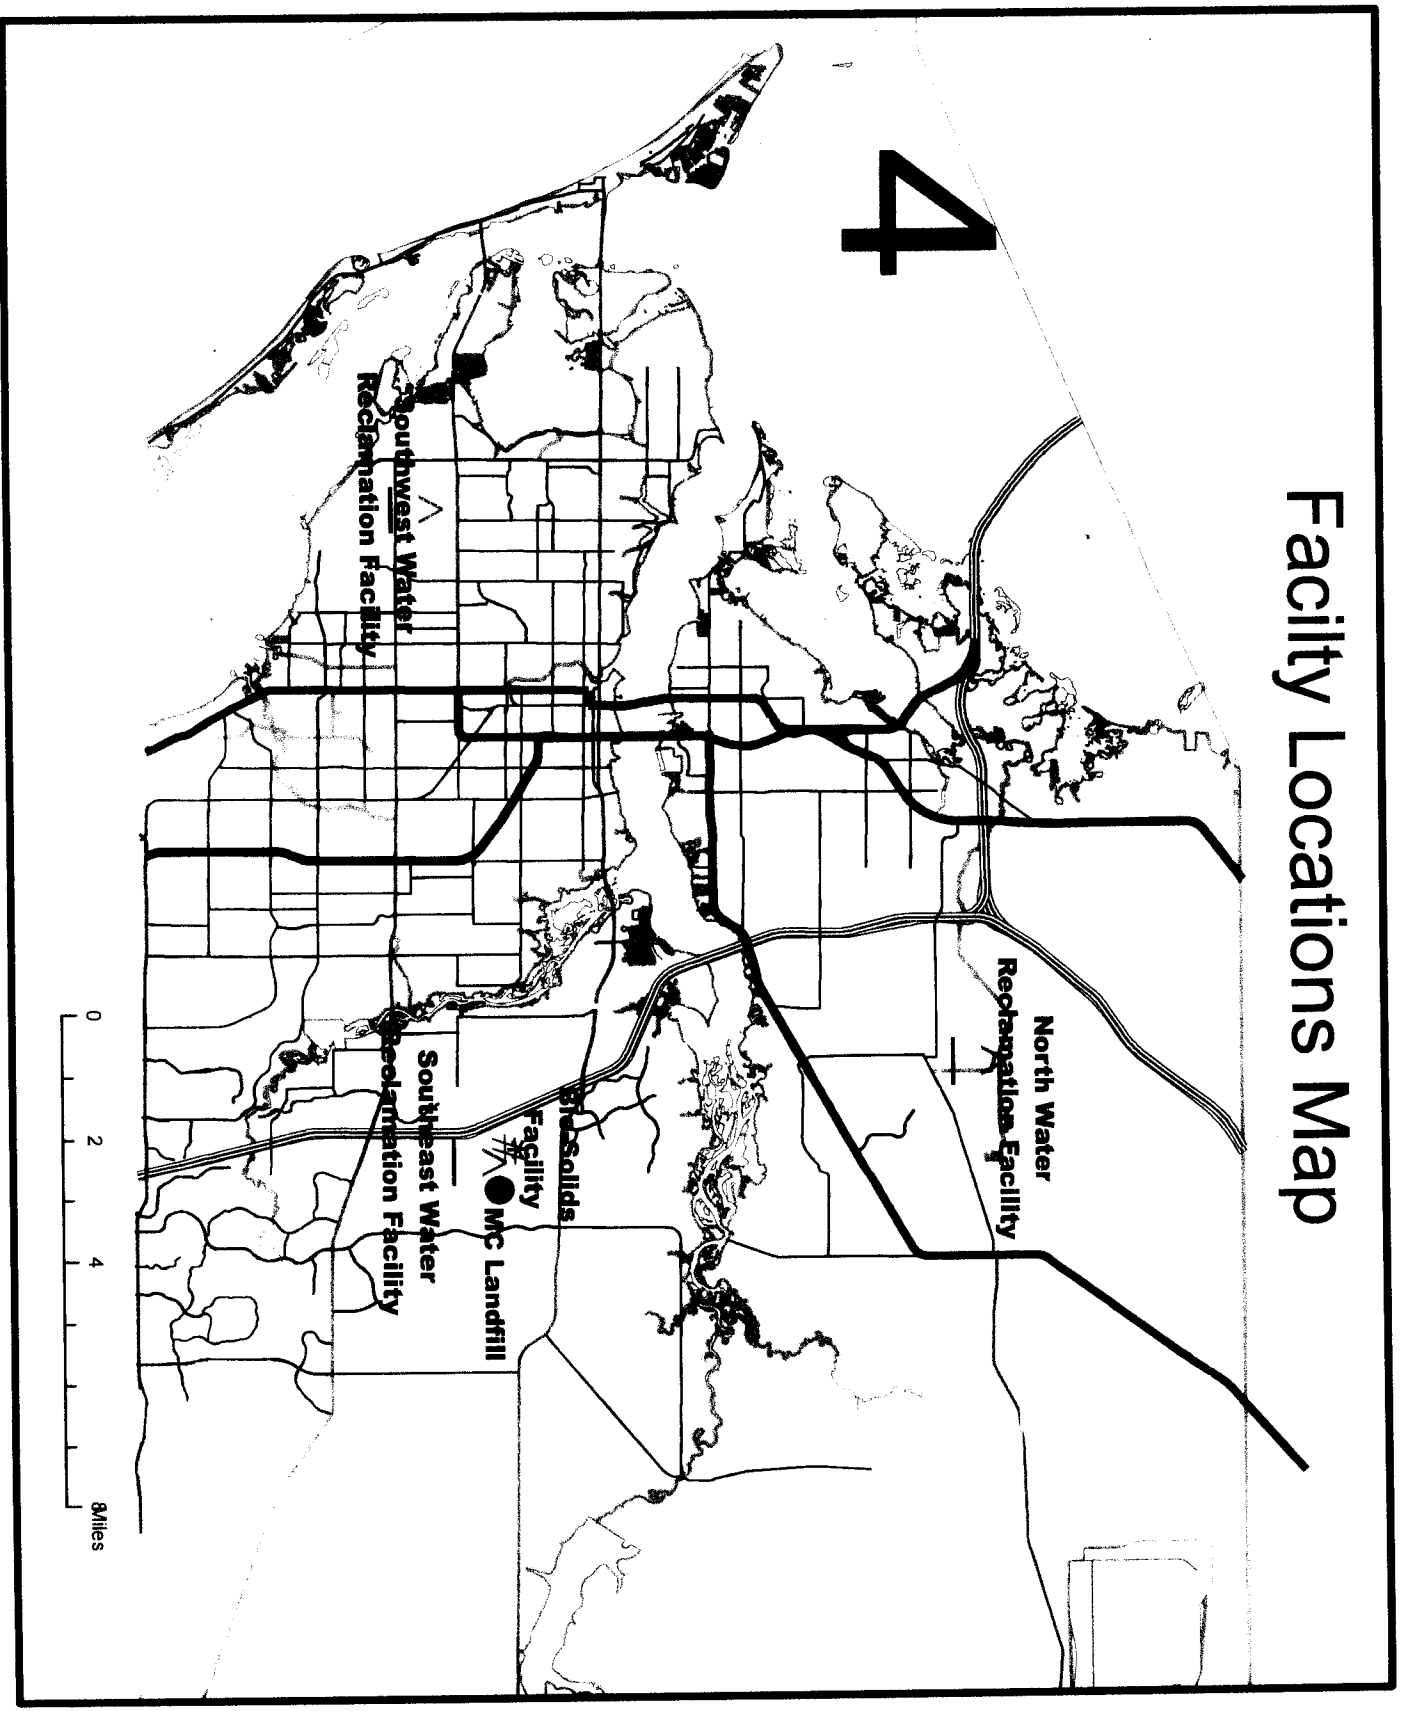 Facilty Locations Map
4
North Water
Reclamation Facility
Bio-Solids
Facility
MC Landfill
Southwest Water
Reclamation Facility
Southeast Water
Reclamation Facility
0 2 4 8Miles